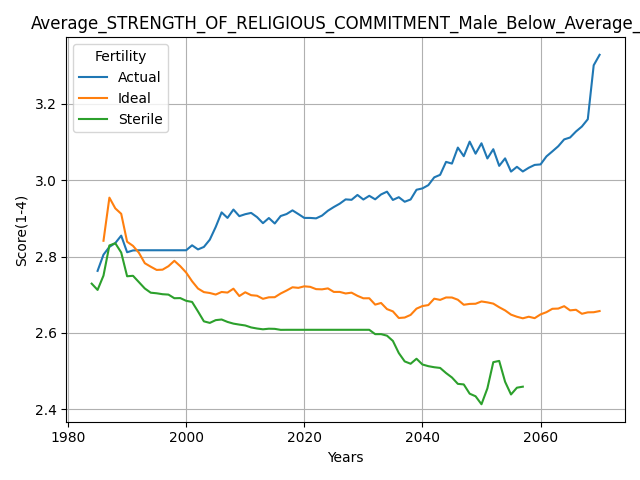 Average_STRENGTH_OF_RELIGIOUS_COMMITMENT_Male_Below_Average_
Fertility
Actual
Ideal
Sterile
Score(1-4)
3.2
3.0
2.8
2.6
2.4
1980
2000
2020
2040
2060
Years